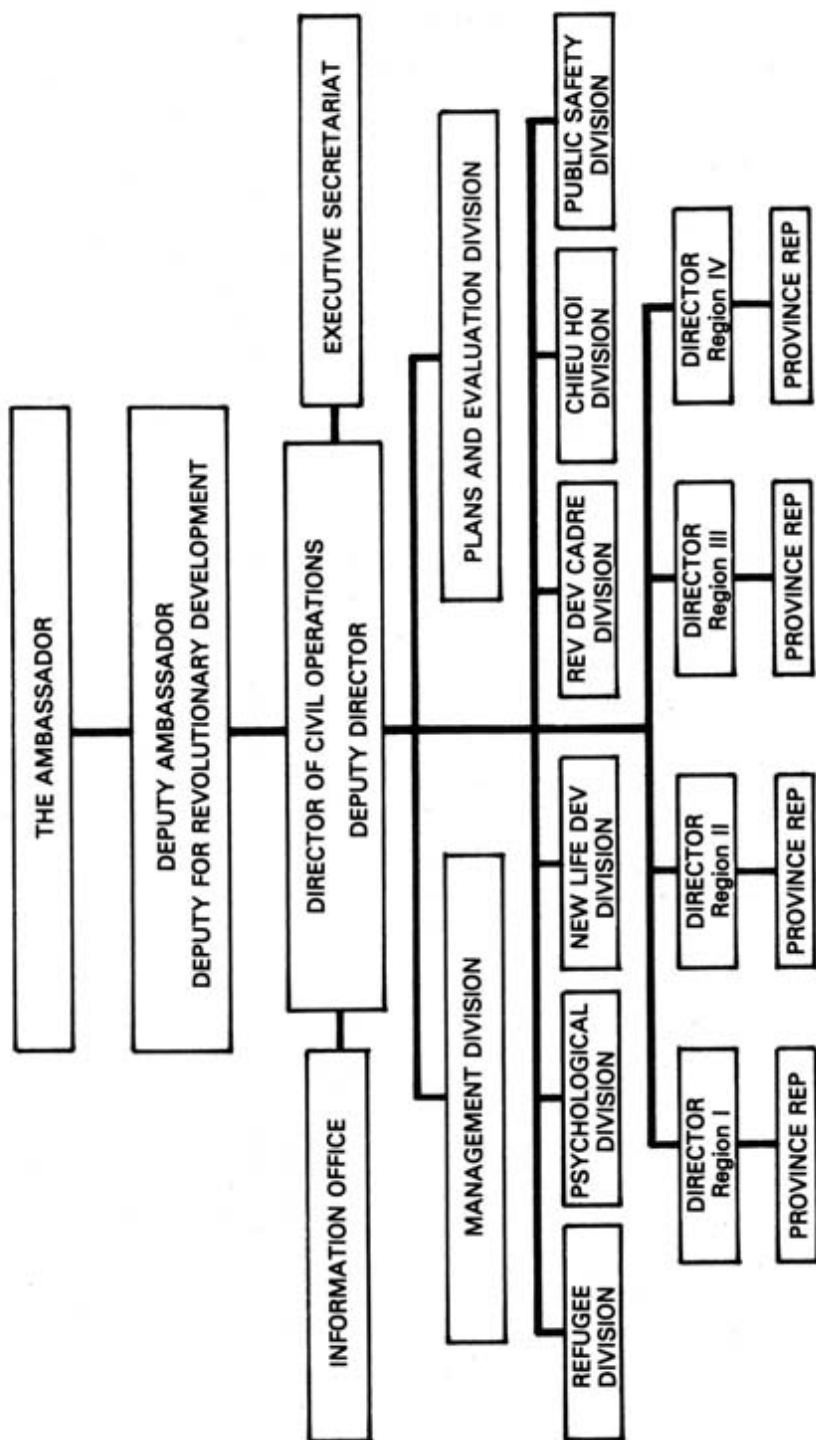 THE AMBASSADOR
DEPUTY AMBASSADOR
DEPUTY FOR REVOLUTIONARY DEVELOPMENT
INFORMATION OFFICE
DIRECTOR OF CIVIL OPERATIONS
DEPUTY DIRECTOR
EXECUTIVE SECRETARIAT
MANAGEMENT DIVISION
PLANS AND EVALUATION DIVISION
REFUGEE
DIVISION
PSYCHOLOGICAL
DIVISION
NEW LIFE DEV
DIVISION
REV DEV CADRE
DIVISION
CHIEU HOI
DIVISION
PUBLIC SAFETY
DIVISION
DIRECTOR
Region I
DIRECTOR
Region II
DIRECTOR
Region III
DIRECTOR
Region IV
PROVINCE REP
PROVINCE REP
PROVINCE REP
PROVINCE REP